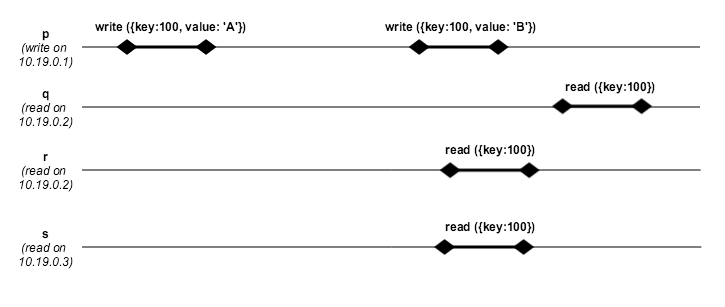 write ({key:100, value: 'A'}) write ({key:100, value: 'B'})
p
(write on
10.19.0.1)
read ({key:100})
q
(read on
10.19.0.2)
read ({key:100})
r
(read on
10.19.0.2)
read ({key:100})
s
(read on
10.19.0.3)